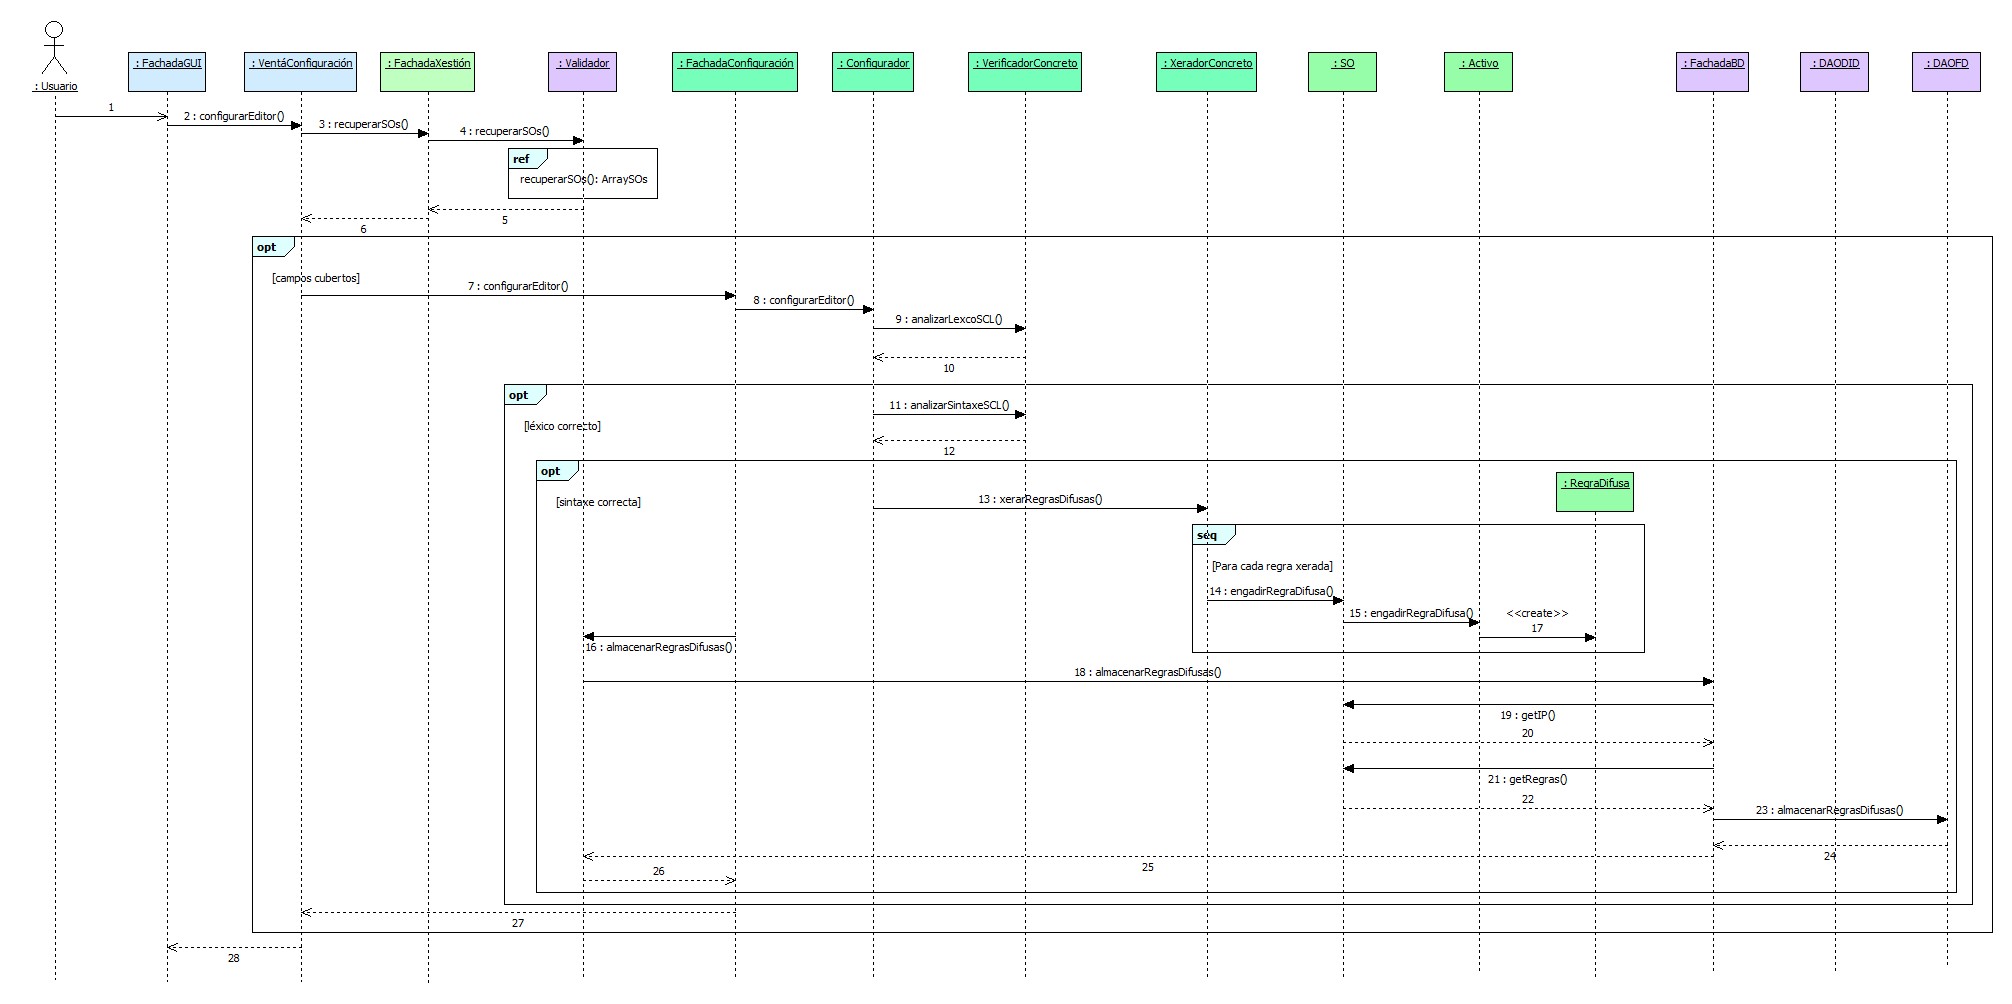 : Usuario
: FachadaGUI
: VentáConfiguración
: FachadaXestión
: Validador
: FachadaConfiguración
: Configurador
: VerificadorConcreto
: XeradorConcreto
: SO
: Activo
: FachadaBD
: DAODID
: DAOFD
1
2 : configurarEditor()
3 : recuperarSOs()
4 : recuperarSOs()
ref
recuperarSOs(): ArraySOs
5
6
opt
[campos cubertos]
7 : configurarEditor()
8 : configurarEditor()
9 : analizarLexcoSCL()
10
opt
[léxico correcto]
11 : analizarSintaxeSCL()
12
opt
[sintaxe correcta]
13 : xerarRegrasDifusas()
: RegraDifusa
seq
[Para cada regra xerada]
14 : engadirRegraDifusa()
15 : engadirRegraDifusa()
<<create>>
17
16 : almacenarRegrasDifusas()
18 : almacenarRegrasDifusas()
19 : getIP()
20
21 : getRegras()
22
23 : almacenarRegrasDifusas()
24
25
26
27
28